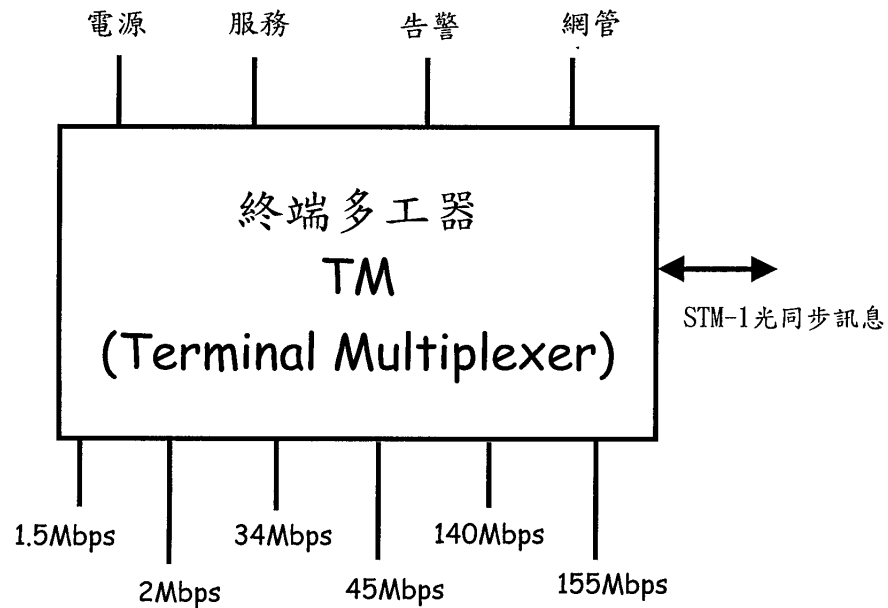 電源 服務 告警 網管
終端多工器
TM
(Terminal Multiplexer)
STM-1光同步訊息
1.5Mbps 34Mbps 140Mbps
2Mbps 45Mbps 155Mbps